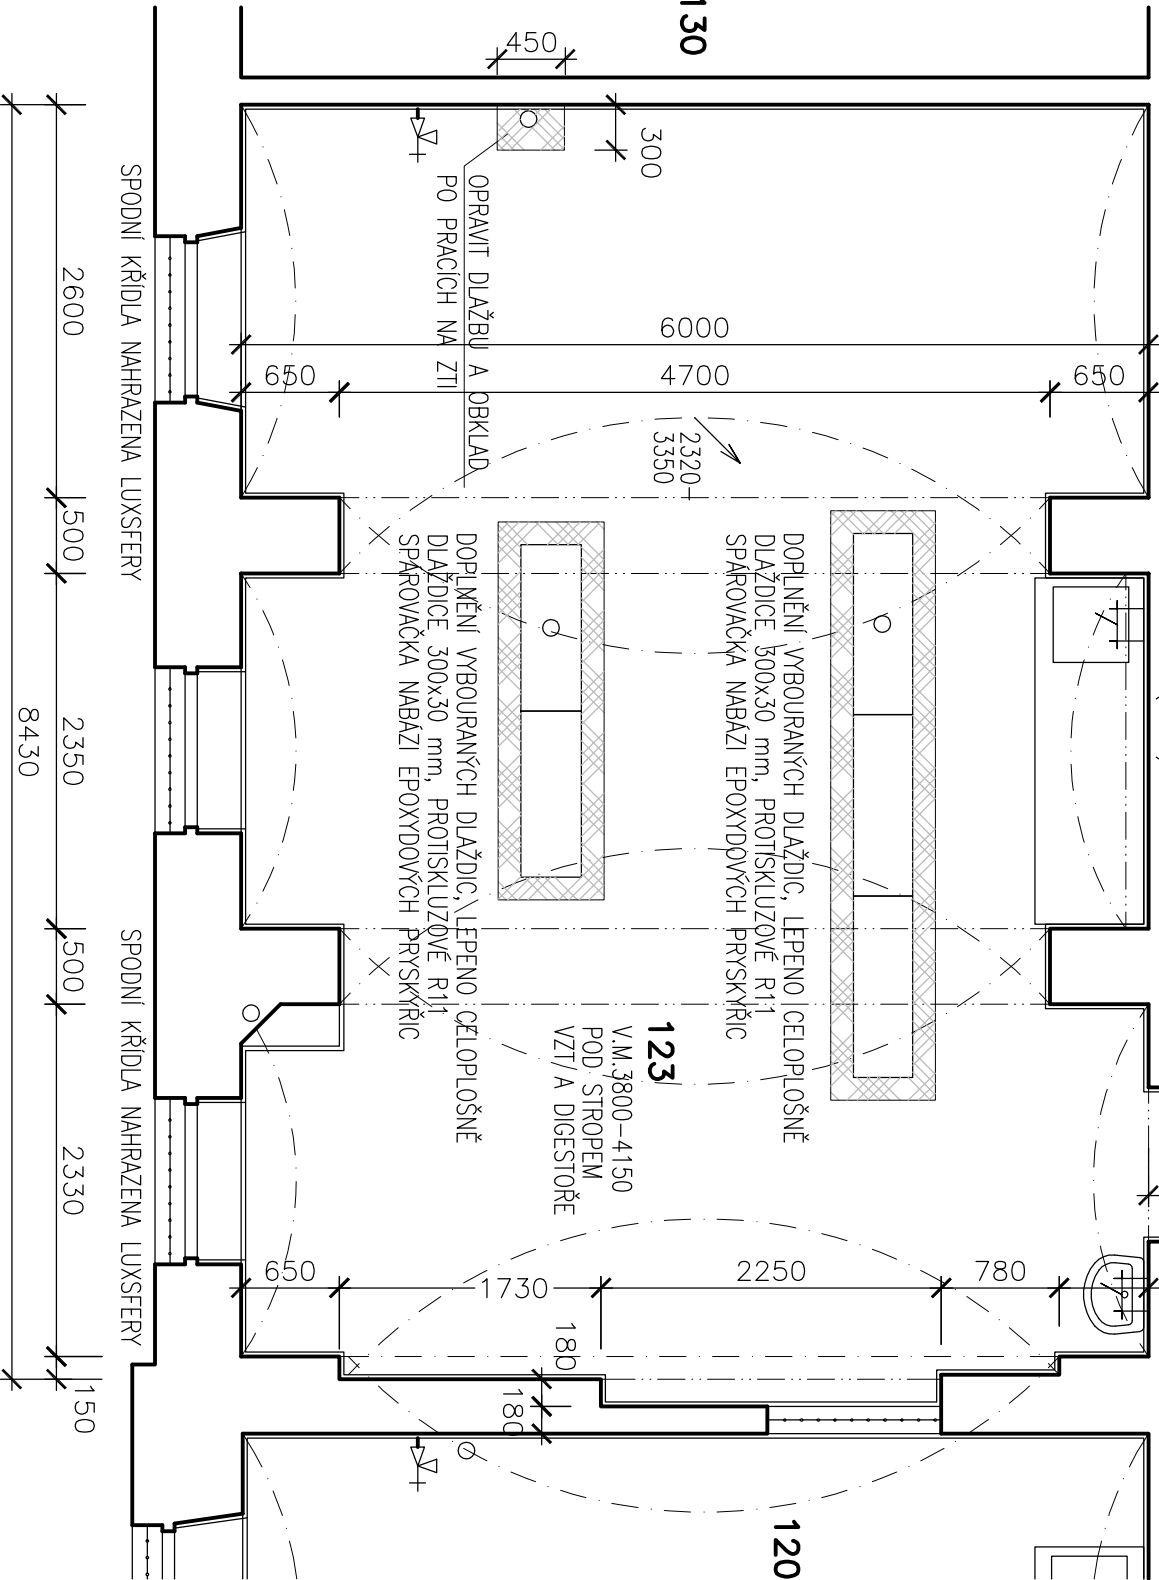 130
450
300
OPRAVIT DLAŽBU A OBKLAD
PO PRACÍCH NA ZTI
SPODNÍ KŘÍDLA NAHRAZENA LUXSFERY
2600
6000
650
4700
650
2320-
3350
500
DOPLNĚNÍ VYBOURANÝCH DLAŽDIC, LEPENO CELOPLOŠNĚ
DLAŽDICE 300x30 mm, PROTISKLUZOVÉ R11
SPÁROVAČKA NABÁZI EPOXYDOVÝCH PRYSKYŘIC
DOPLNĚNÍ VYBOURANÝCH DLAŽDIC, LEPENO CELOPLOŠNĚ
DLAŽDICE 300x30 mm, PROTISKLUZOVÉ R11
SPÁROVAČKA NABÁZI EPOXYDOVÝCH PRYSKYŘIC
2350
8430
500
123
V.M.3800-4150
POD STROPEM
VZT/A DIGESTOŘE
SPODNÍ KŘÍDLA NAHRAZENA LUXSFERY
2330
650
1730
2250
780
180
180
150
120